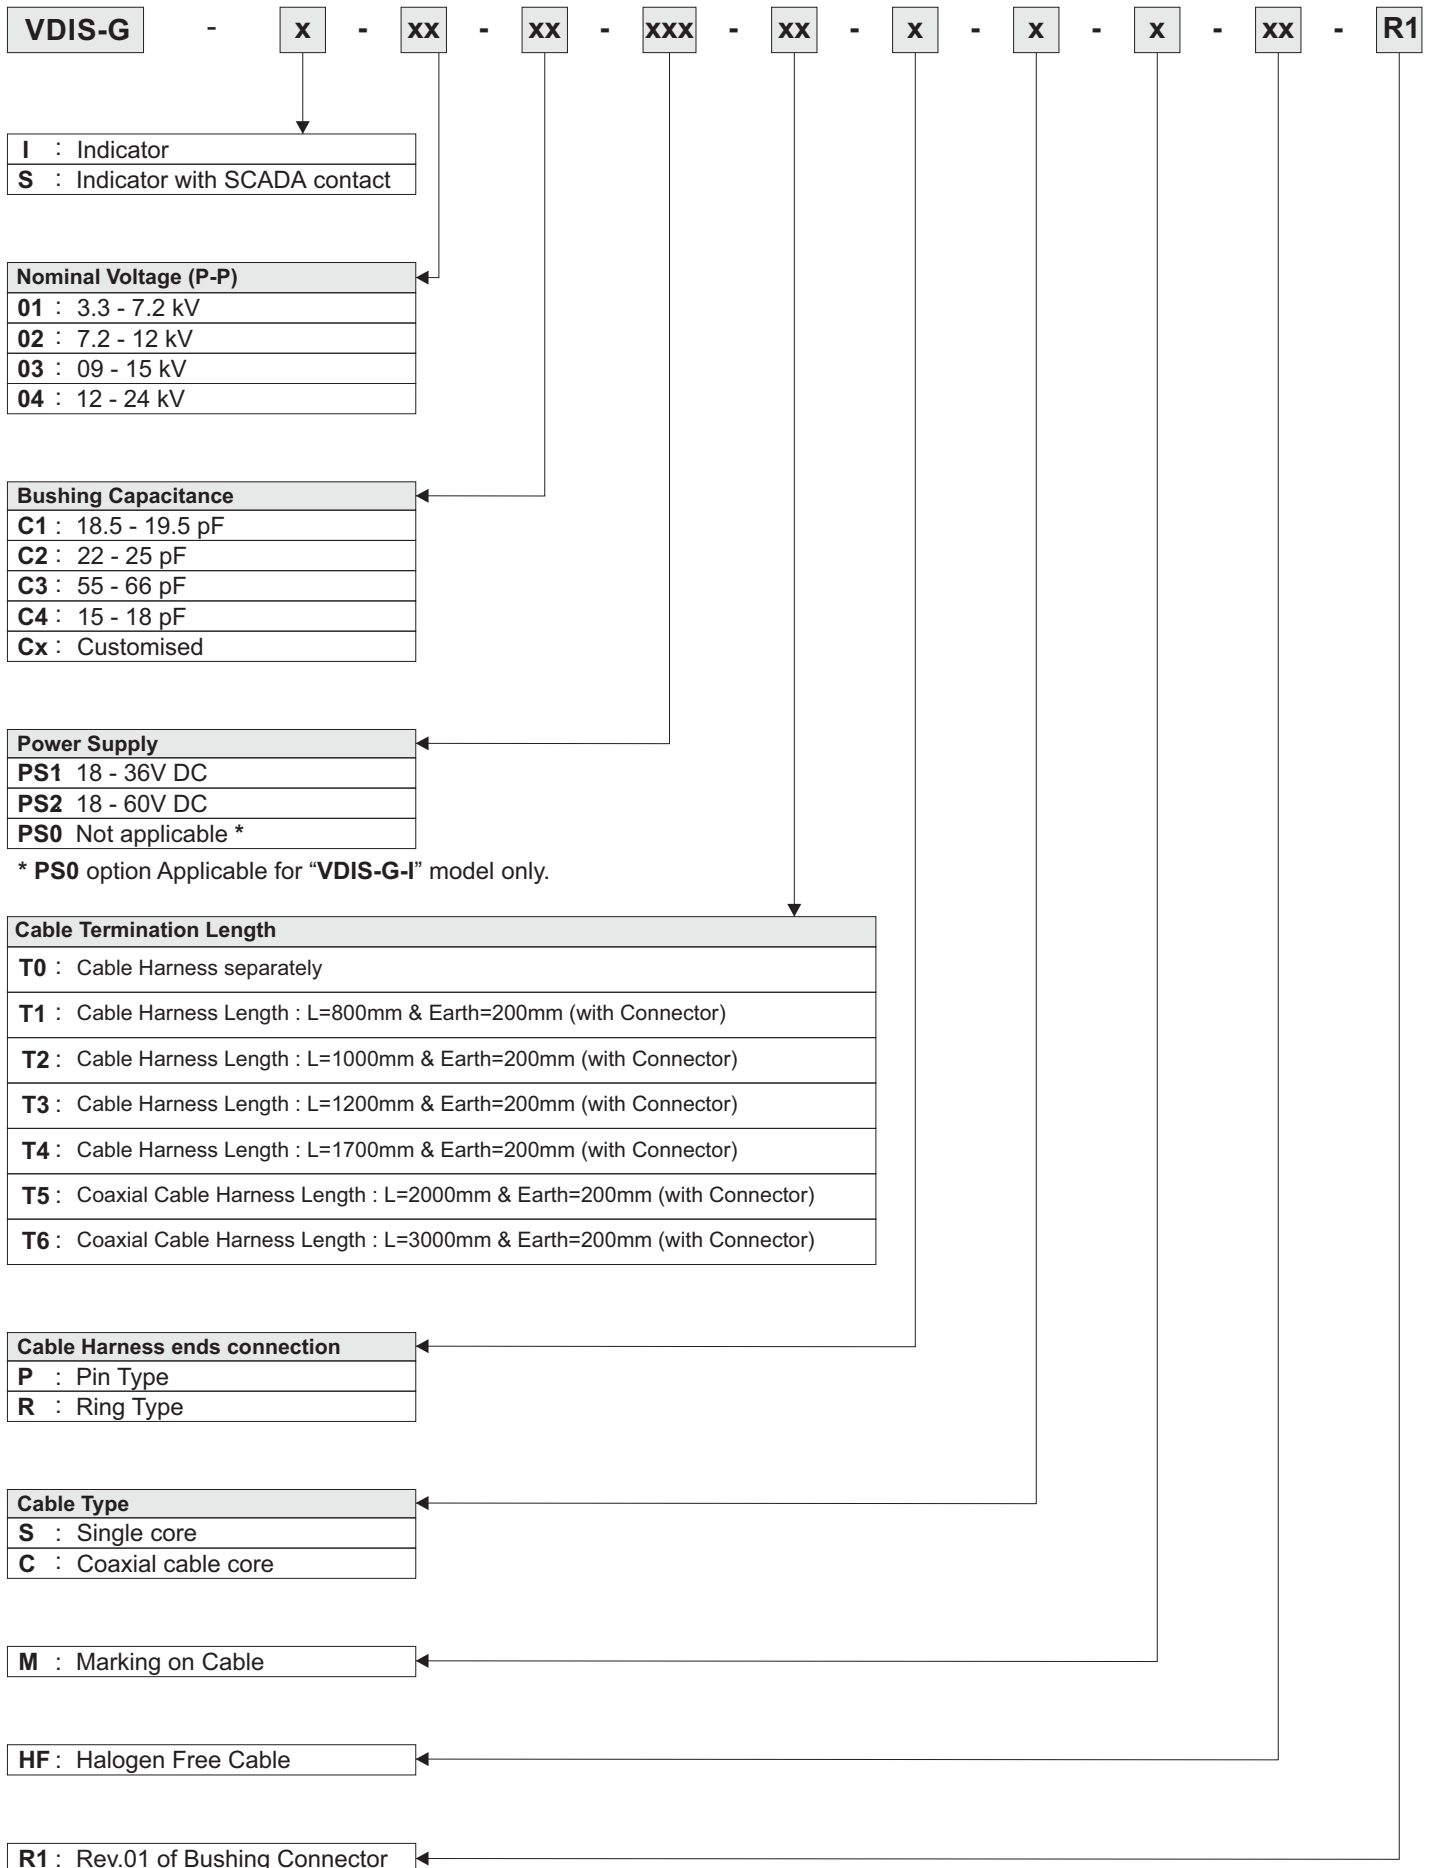 VDIS-G - x - xx - xx - xxx - xx - x - x - x - xx - R1
I : Indicator
S : Indicator with SCADA contact
Nominal Voltage (P-P)
01 : 3.3 - 7.2 kV
02 : 7.2 - 12 kV
03 : 09 - 15 kV
04 : 12 - 24 kV
Bushing Capacitance
C1 : 18.5 - 19.5 pF
C2 : 22 - 25 pF
C3 : 55 - 66 pF
C4 : 15 - 18 pF
Cx : Customised
Power Supply
PS1 18 - 36V DC
PS2 18 - 60V DC
PS0 Not applicable *
* PS0 option Applicable for “VDIS-G-I” model only.
Cable Termination Length
T0 : Cable Harness separately
T1 : Cable Harness Length : L=800mm & Earth=200mm (with Connector)
T2 : Cable Harness Length : L=1000mm & Earth=200mm (with Connector)
T3 : Cable Harness Length : L=1200mm & Earth=200mm (with Connector)
T4 : Cable Harness Length : L=1700mm & Earth=200mm (with Connector)
T5 : Coaxial Cable Harness Length : L=2000mm & Earth=200mm (with Connector)
T6 : Coaxial Cable Harness Length : L=3000mm & Earth=200mm (with Connector)
Cable Harness ends connection
P : Pin Type
R : Ring Type
Cable Type
S : Single core
C : Coaxial cable core
M : Marking on Cable
HF : Halogen Free Cable
R1 : Rev.01 of Bushing Connector